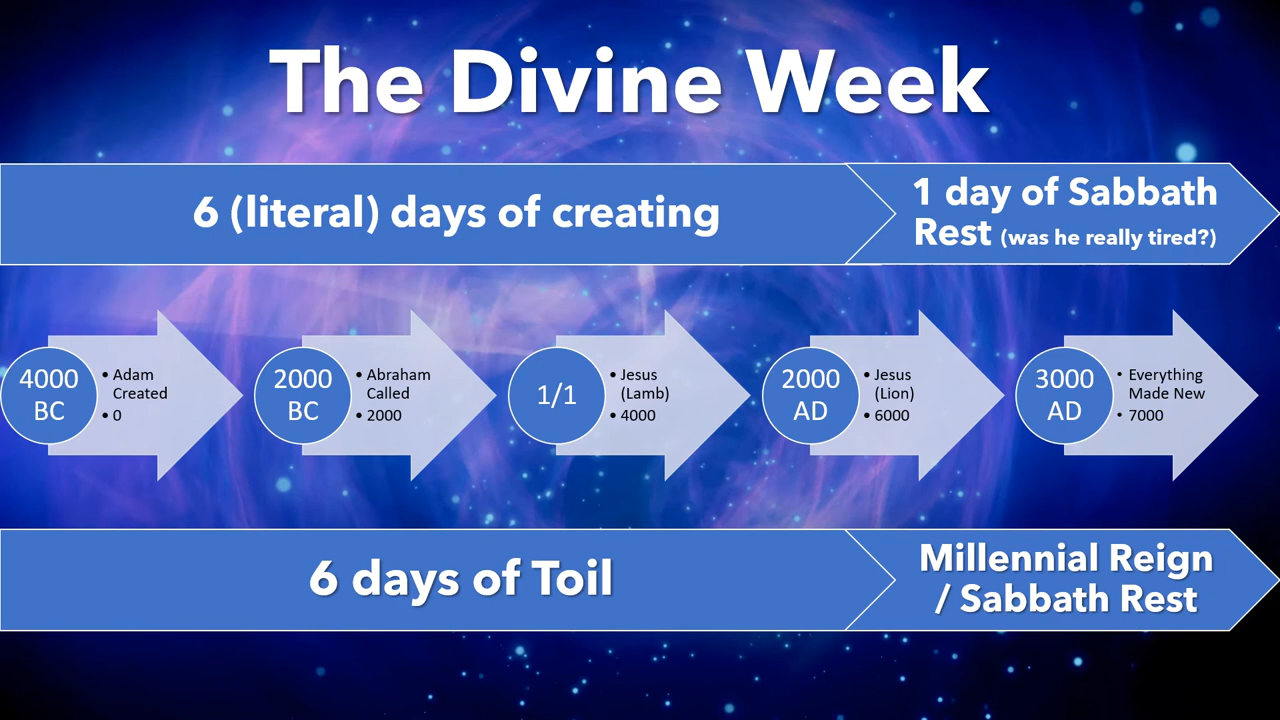 The Divine Week
6 (literal) days of creating
1 day of Sabbath
Rest (was he really tired?)
4000
BC
• Adam
Created
• 0
2000
BC
• Abraham
Called
• 2000
1/1
• Jesus
(Lamb)
• 4000
2000
AD
• Jesus
(Lion)
• 6000
3000
AD
• Everything
Made New
• 7000
6 days of Toil
Millennial Reign
/ Sabbath Rest